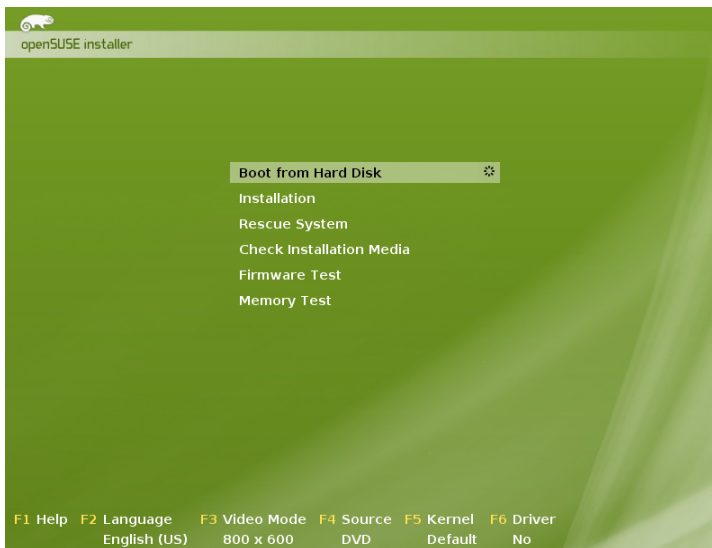 openSUSE installer
Boot from Hard Disk
Installation
Rescue System
Check Installation Media
Firmware Test
Memory Test
F1 Help F2 Language F3 Video Mode F4 Source F5 Kernel F6 Driver
English (US) 800 x 600 DVD Default No